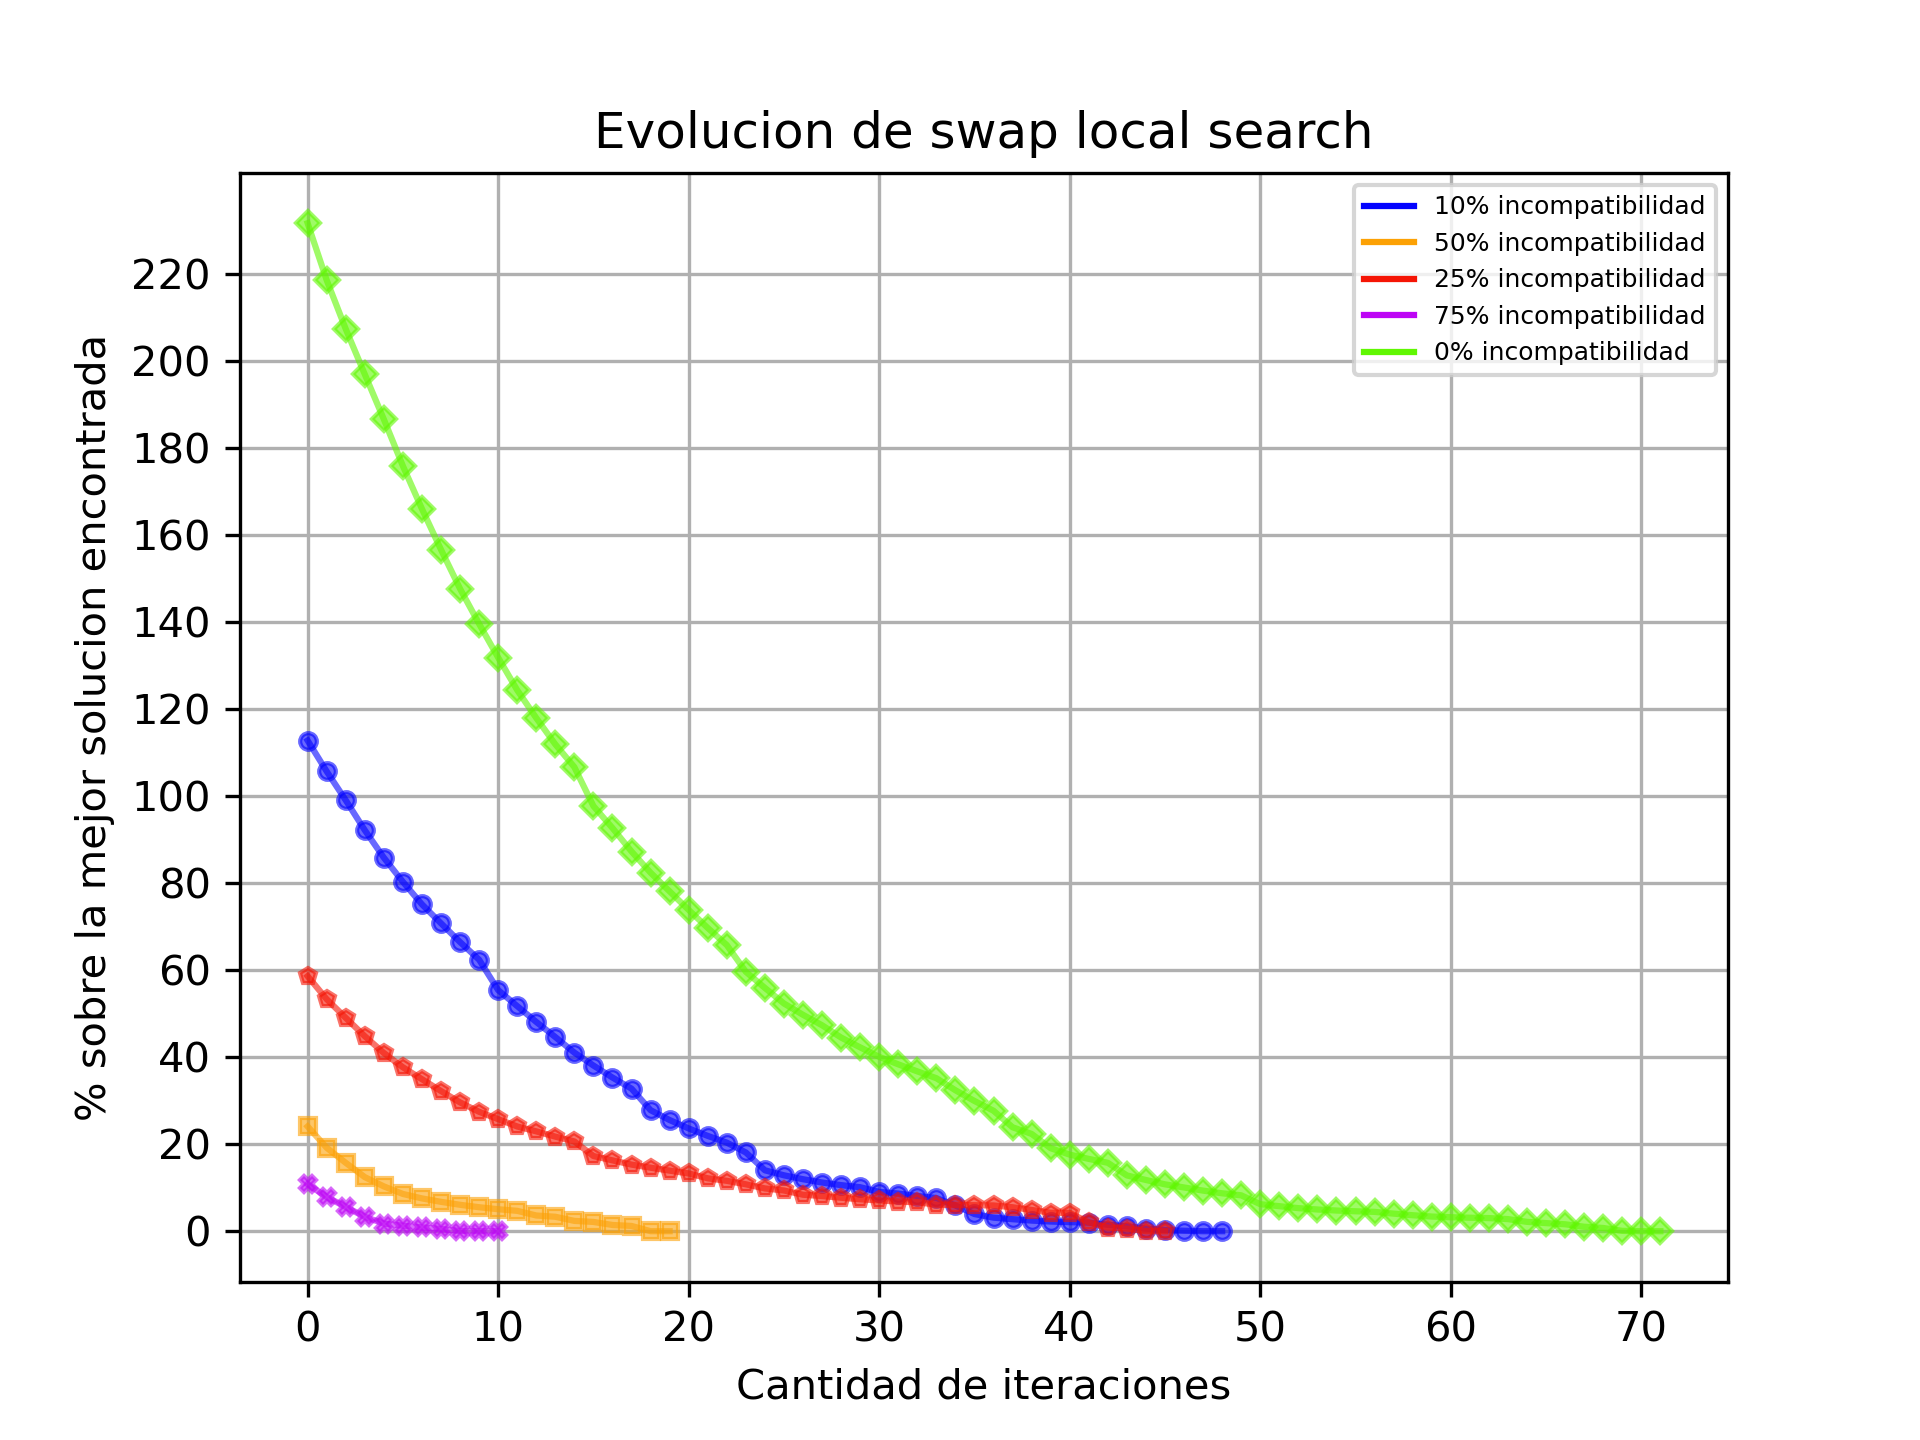 Evolucion de swap local search
10% incompatibilidad
50% incompatibilidad
25% incompatibilidad
75% incompatibilidad
0% incompatibilidad
% sobre la mejor solucion encontrada
220
200
180
160
140
120
100
80
60
40
20
0
0 10 20 30 40 50 60 70
Cantidad de iteraciones